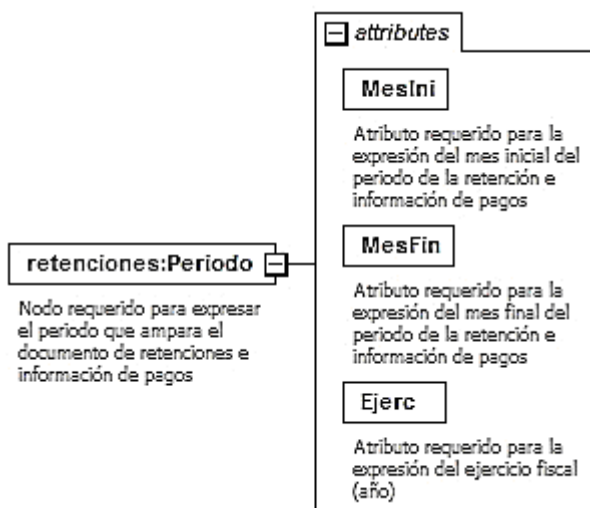 attributes
MesIni
Atributo requerido para la
expresión del mes inicial del
periodo de la retención e
información de pagos
retenciones:Periodo
Nodo requerido para expresar
el periodo que ampara el
documento de retenciones e
información de pagos
MesFin
Atributo requerido para la
expresión del mes final del
periodo de la retención e
información de pagos
Ejerc
Atributo requerido para la
expresión del ejercicio fiscal
(año)